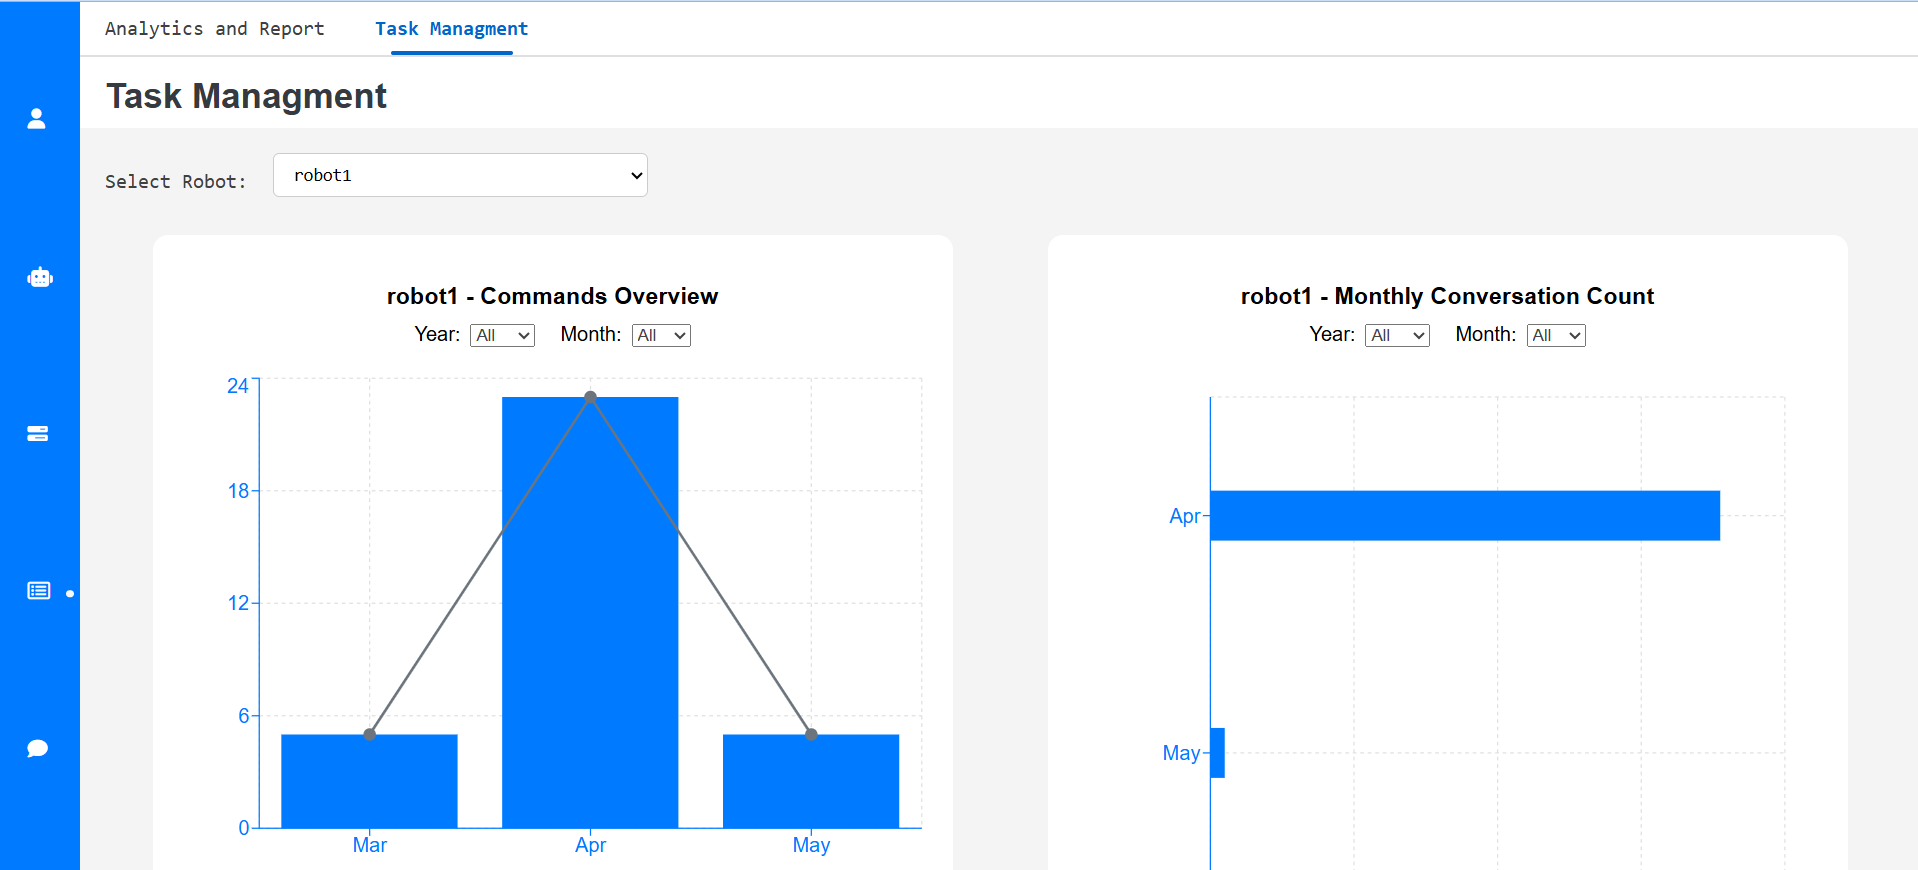 Analytics and Report
Task Managment
Task Managment
Select Robot:
robot1
robot1 - Commands Overview
Year: All Month: All
24
18
12
6
0
Mar Apr May
robot1 - Monthly Conversation Count
Year: All Month: All
Apr
May